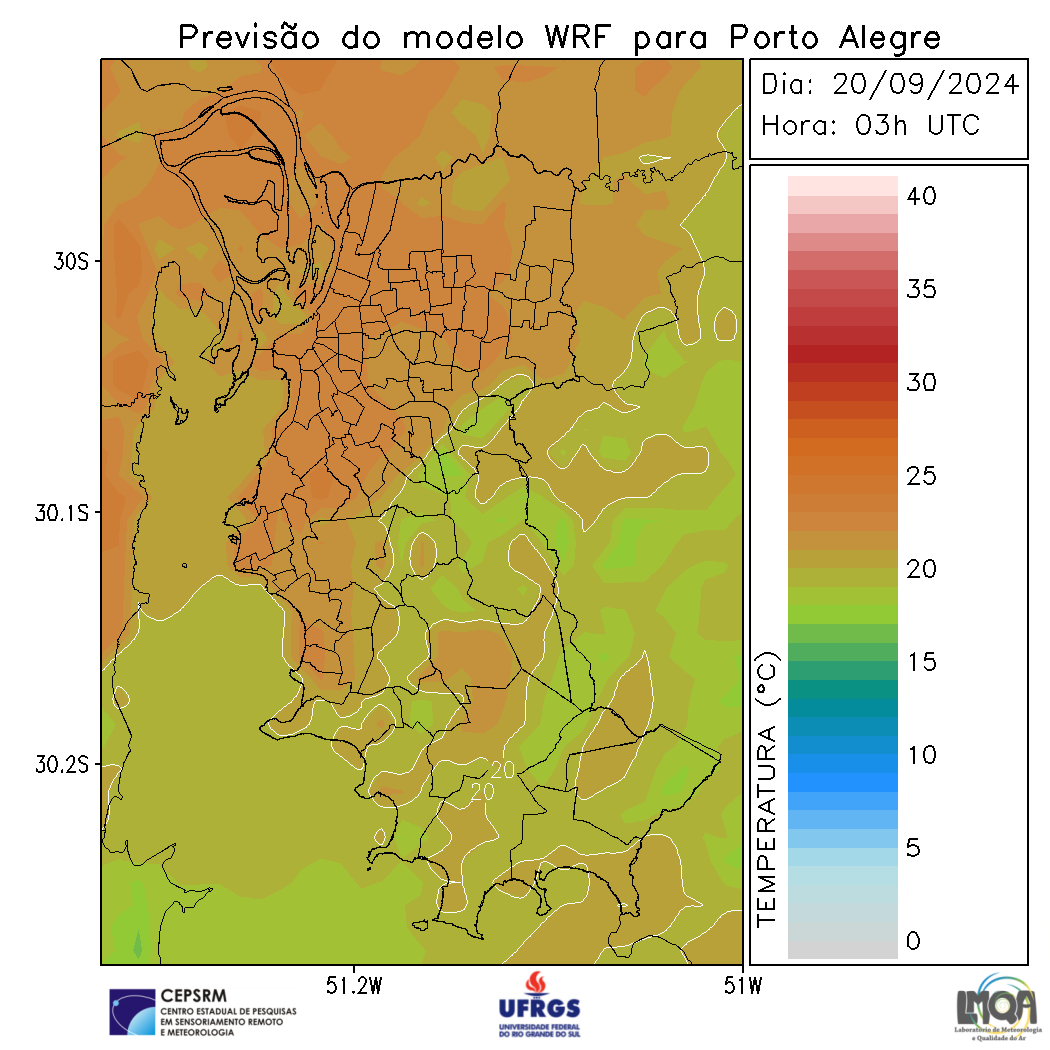 Previsão do modelo WRF para Porto Alegre
Dia: 20/09/2024
Hora: 03h UTC
30S
30.1S
30.2S
51.2W
51W
20
20
TEMPERATURA (°C)
40
35
30
25
20
15
10
5
0
CEPSRM
CENTRO ESTADUAL DE PESQUISAS
EM SENSORIAMENTO REMOTO
E METEOROLOGIA
UFRGS
UNIVERSIDADE FEDERAL
DO RIO GRANDE DO SUL
LMQA
Laboratório de Meteorologia
e Qualidade do Ar